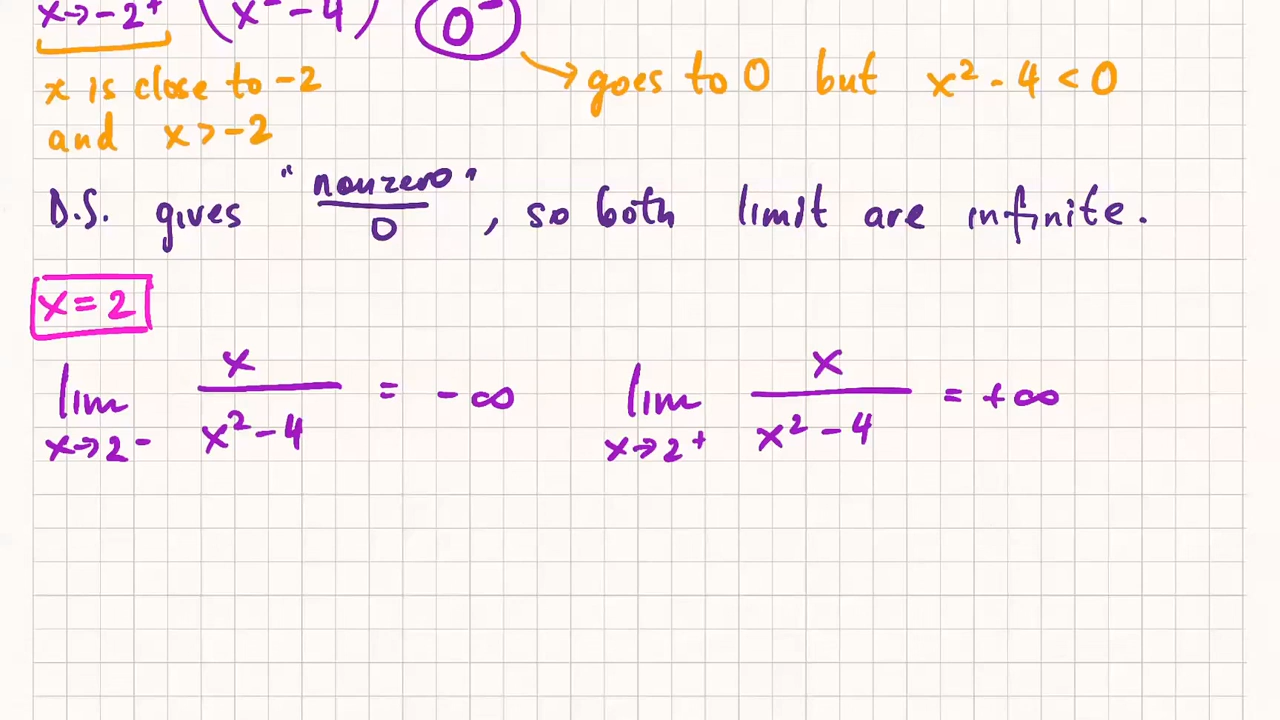 x→-2⁺ (x² - 4) 0⁻
x is close to -2
and x > -2
→ goes to 0 but x² - 4 < 0
D.S. gives "nonzero"/0 , so both limit are infinite.
x = 2
lim x→2- x/(x² - 4) = -∞
lim x→2+ x/(x² - 4) = +∞